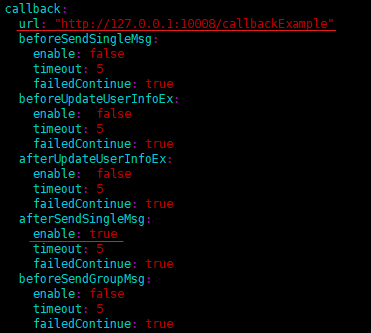 callback:
  url: "http://127.0.0.1:10008/callbackExample"
  beforeSendSingleMsg:
    enable: false
    timeout: 5
    failedContinue: true
  beforeUpdateUserInfoEx:
    enable:  false
    timeout: 5
    failedContinue: true
  afterUpdateUserInfoEx:
    enable:  false
    timeout: 5
    failedContinue: true
  afterSendSingleMsg:
    enable: true
    timeout: 5
    failedContinue: true
  beforeSendGroupMsg:
    enable: false
    timeout: 5
    failedContinue: true